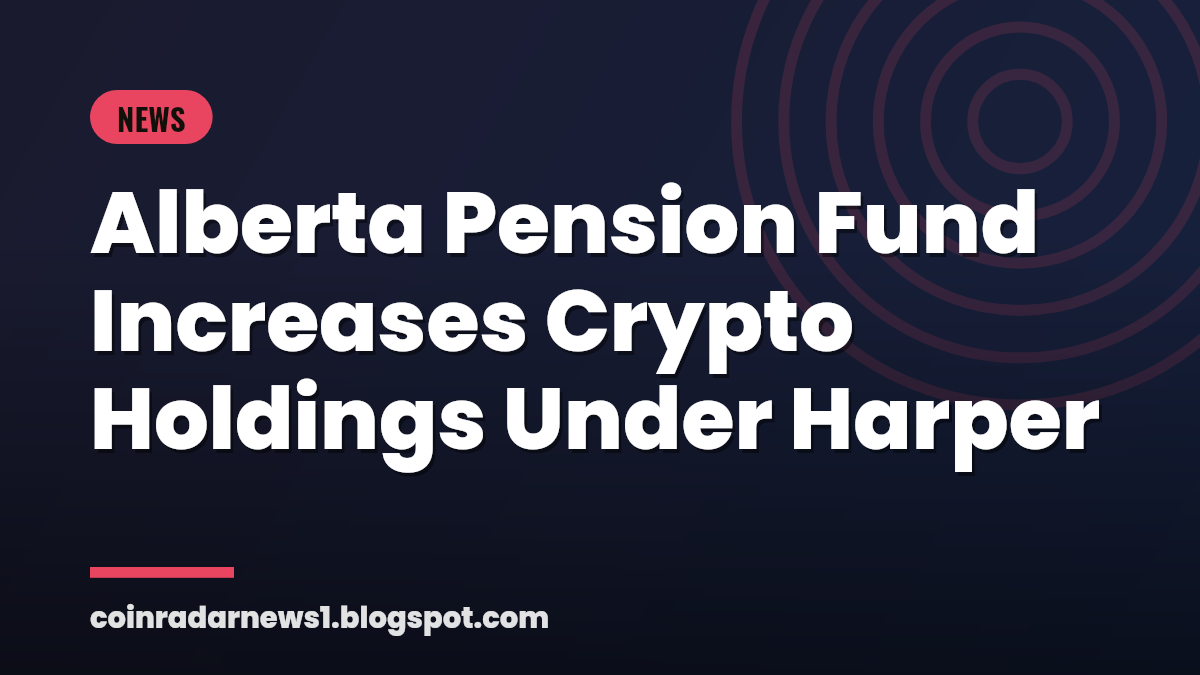 NEWS
Alberta Pension Fund
Increases Crypto
Holdings Under Harper
coinradarnews1.blogspot.com